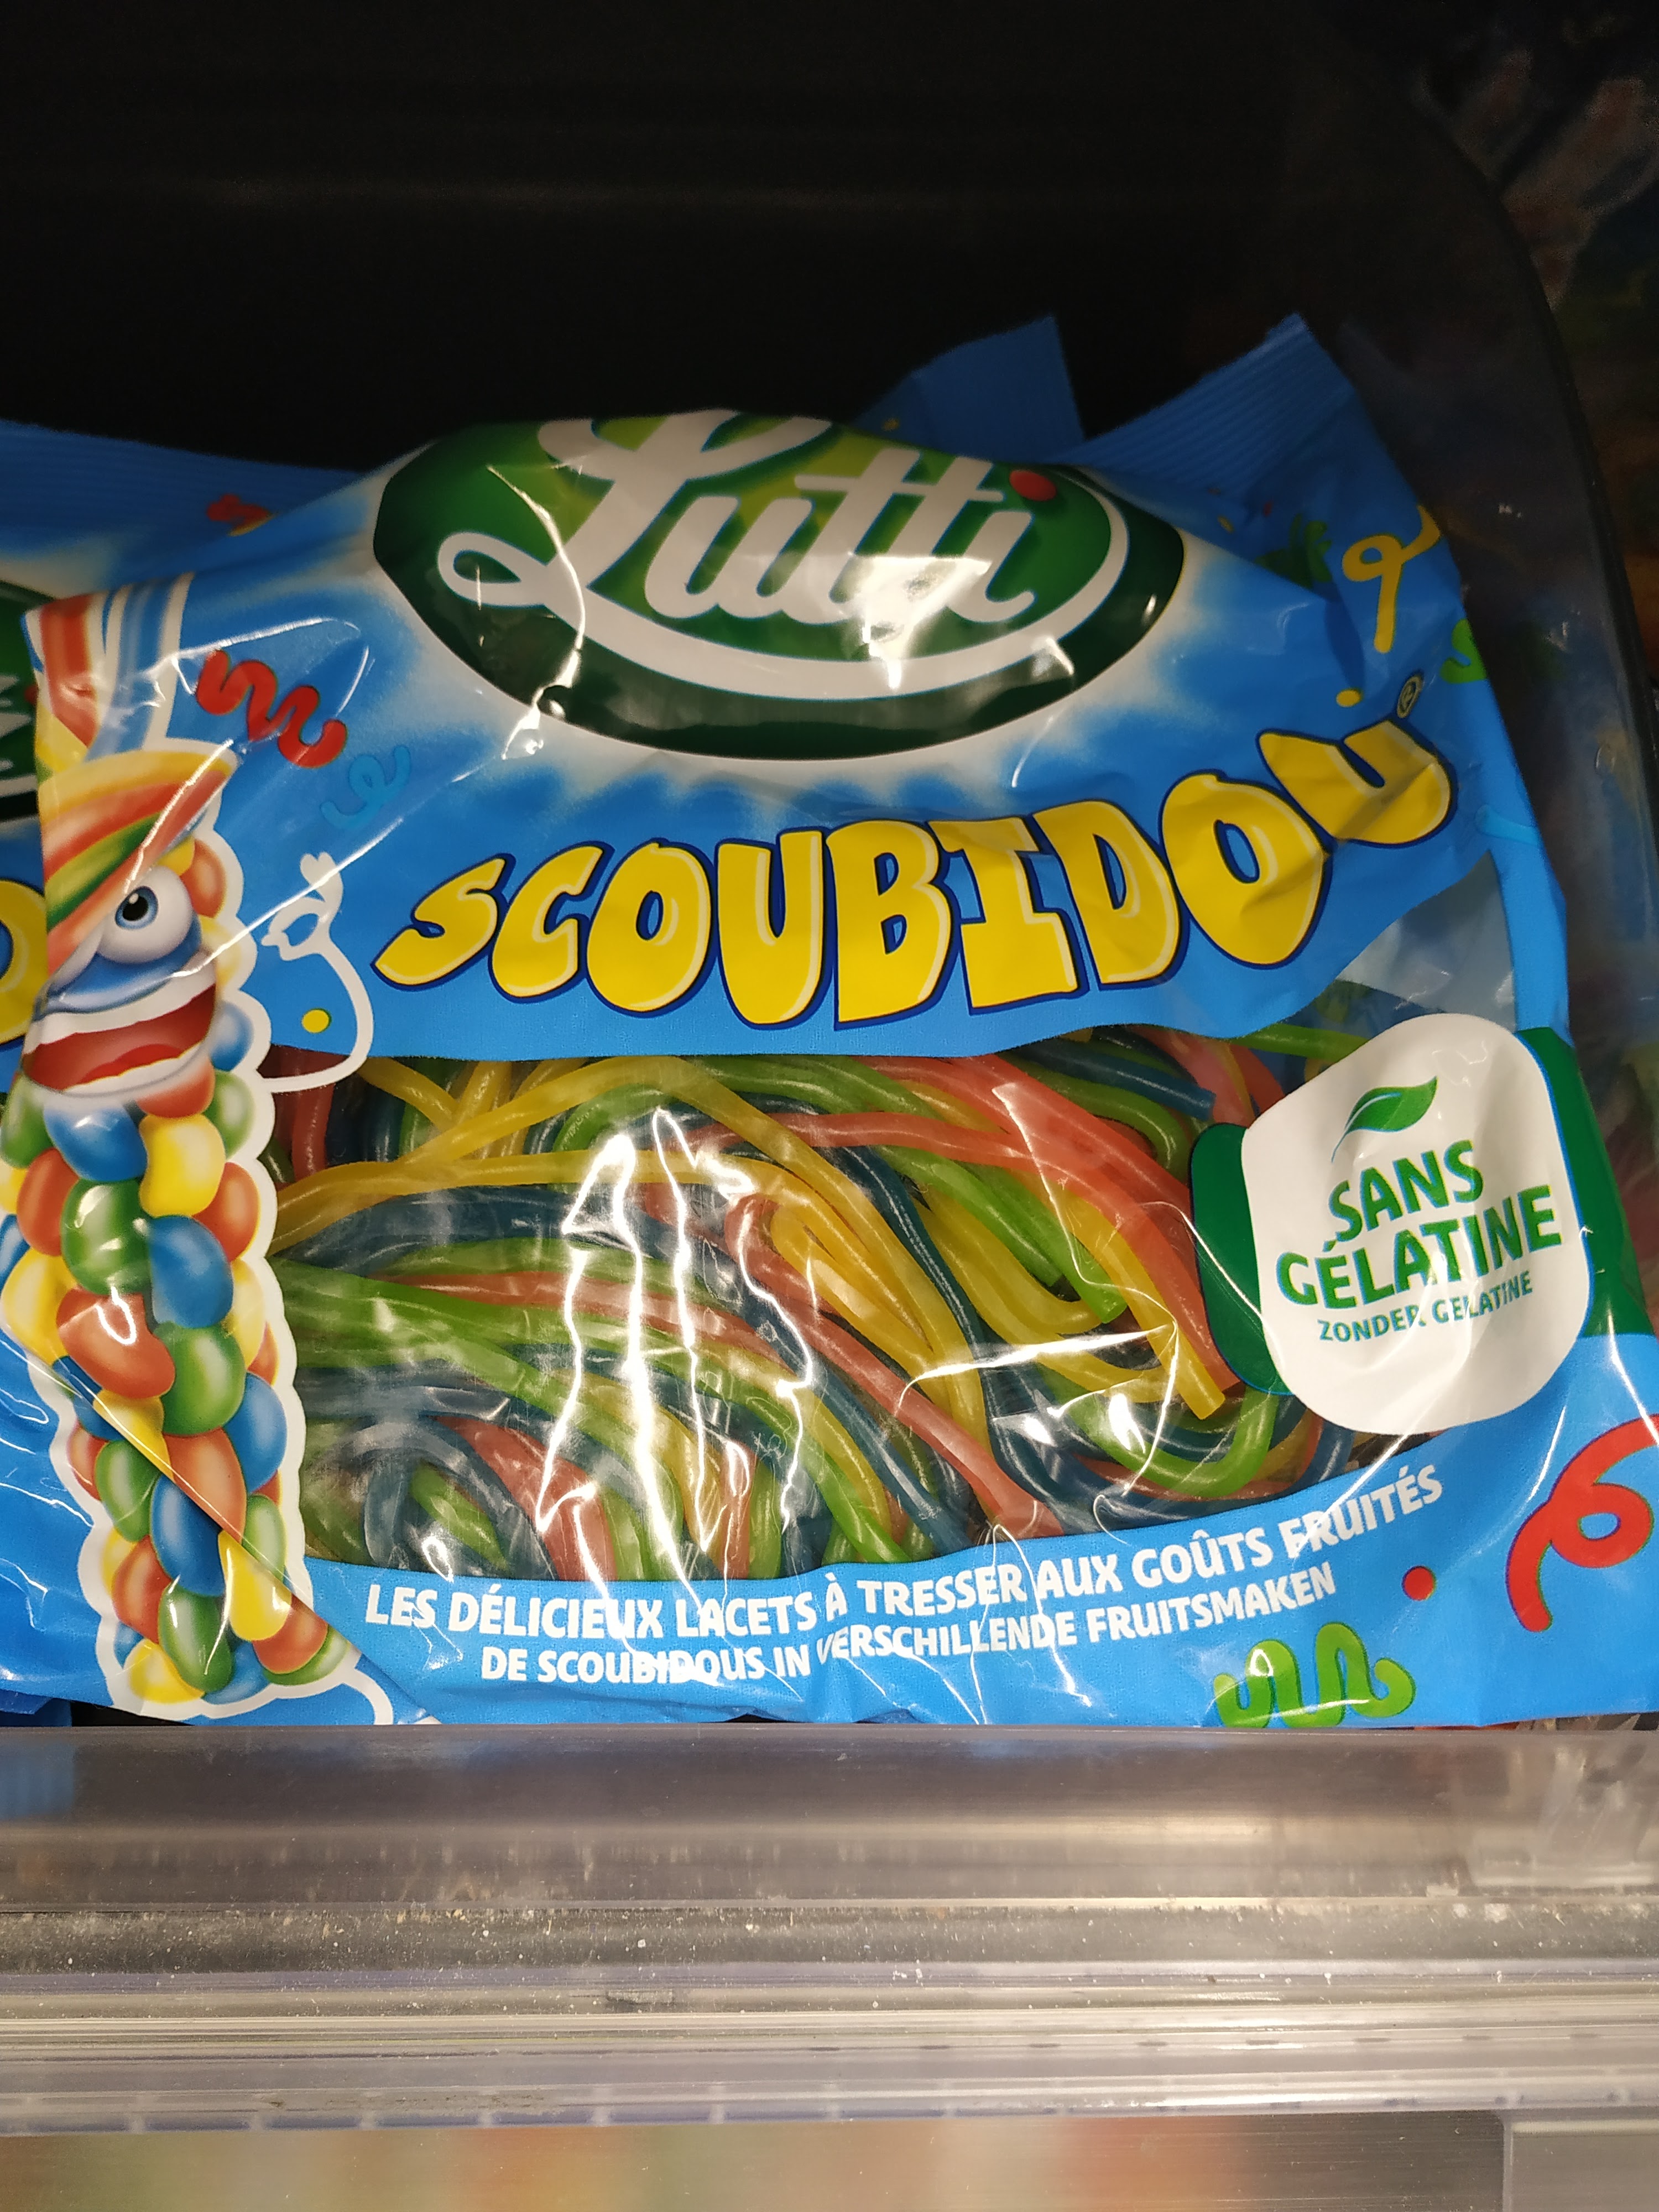 Lutti
SCOUBIDOU®
SANS
GÉLATINE
ZONDER GELATINE
LES DÉLICIEUX LACETS À TRESSER AUX GOÛTS FRUITÉS
DE SCOUBIDOUS IN VERSCHILLENDE FRUITSMAKEN